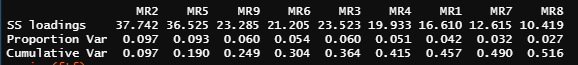 MR2 MR5 MR9 MR6 MR3 MR4 MR1 MR7 MR8
SS loadings 37.742 36.525 23.285 21.205 23.523 19.933 16.610 12.615 10.419
Proportion Var 0.097 0.093 0.060 0.054 0.060 0.051 0.042 0.032 0.027
Cumulative Var 0.097 0.190 0.249 0.304 0.364 0.415 0.457 0.490 0.516